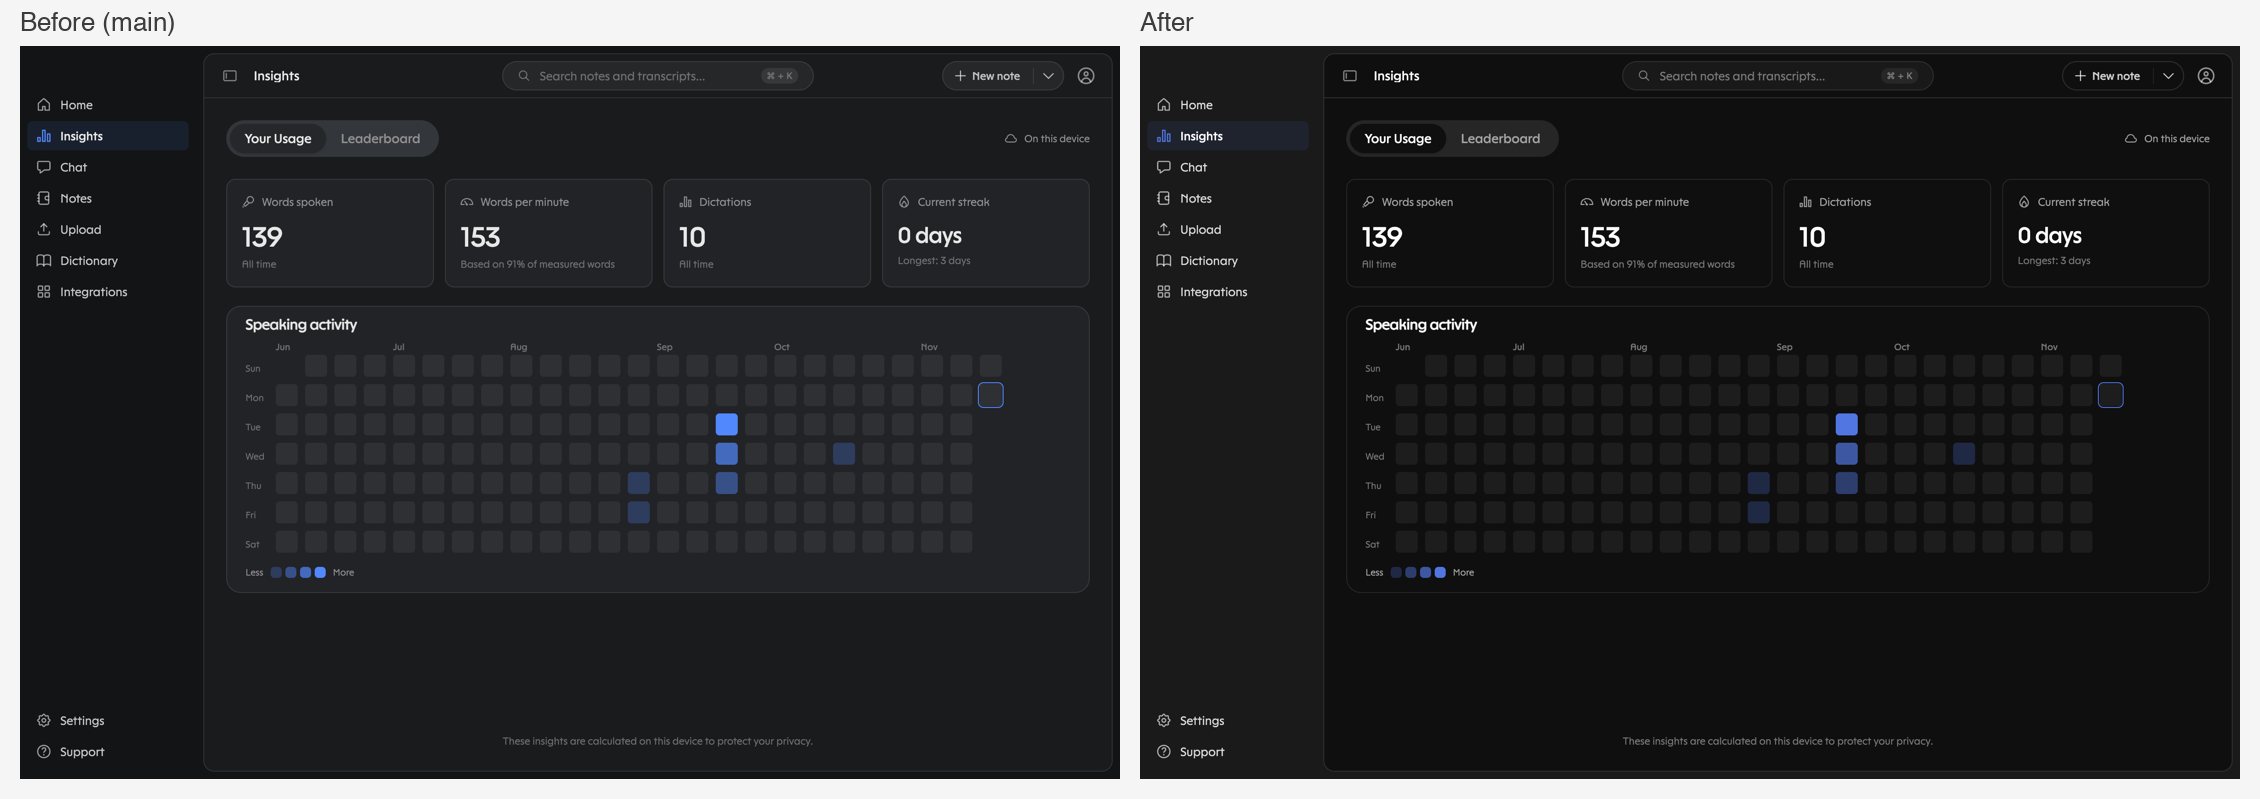 Before (main)
Insights
Search notes and transcripts...
⌘ + K
New note
Home
Insights
Chat
Notes
Upload
Dictionary
Integrations
Your Usage
Leaderboard
On this device
Words spoken
139
All time
Words per minute
153
Based on 91% of measured words
Dictations
10
All time
Current streak
0 days
Longest: 3 days
Speaking activity
Jun Jul Aug Sep Oct Nov
Sun
Mon
Tue
Wed
Thu
Fri
Sat
Less More
These insights are calculated on this device to protect your privacy.
Settings
Support
After
Insights
Search notes and transcripts...
⌘ + K
New note
Home
Insights
Chat
Notes
Upload
Dictionary
Integrations
Your Usage
Leaderboard
On this device
Words spoken
139
All time
Words per minute
153
Based on 91% of measured words
Dictations
10
All time
Current streak
0 days
Longest: 3 days
Speaking activity
Jun Jul Aug Sep Oct Nov
Sun
Mon
Tue
Wed
Thu
Fri
Sat
Less More
These insights are calculated on this device to protect your privacy.
Settings
Support